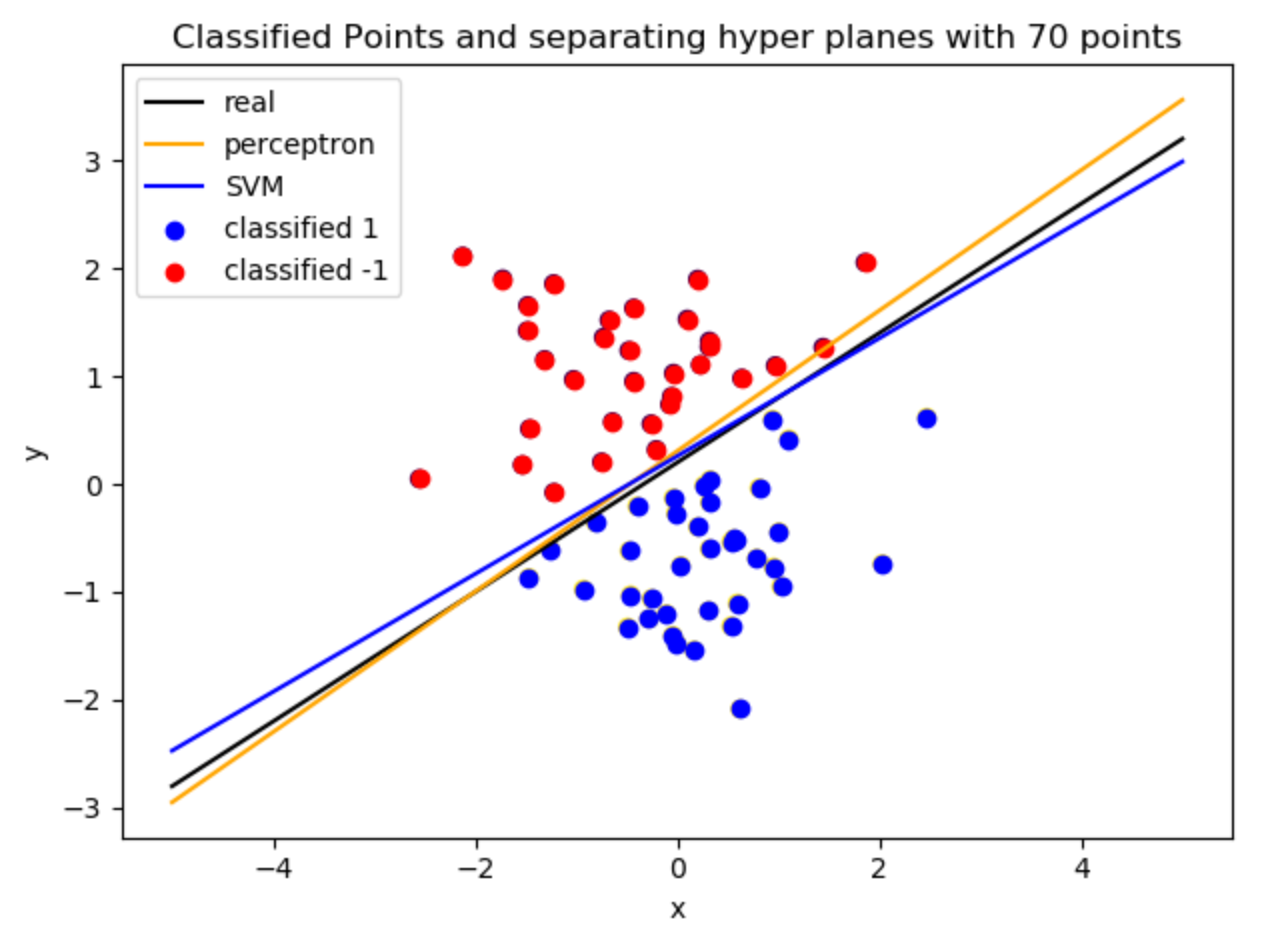 Classified Points and separating hyper planes with 70 points
real
perceptron
SVM
classified 1
classified -1
3
2
1
0
−1
−2
−3
y
−4 −2 0 2 4
x